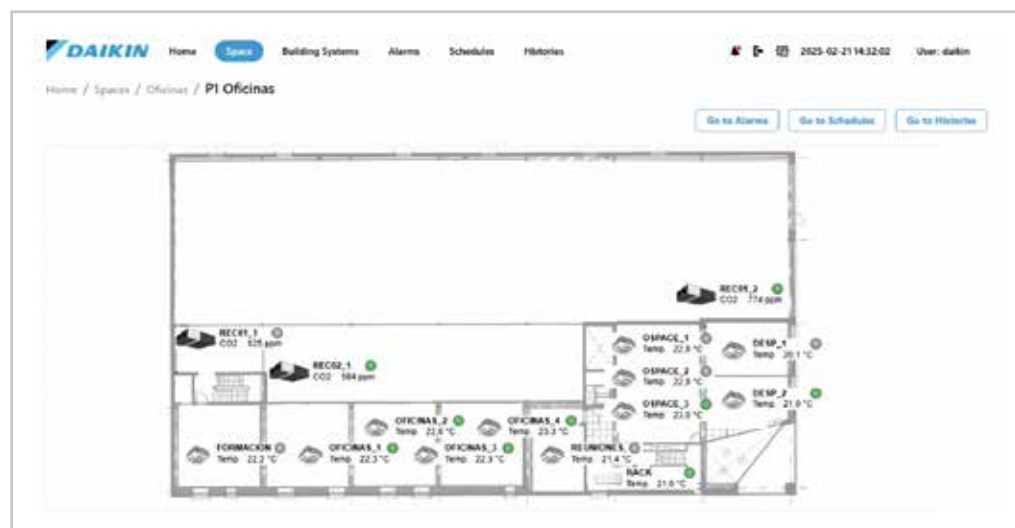 DAIKIN Home Space Building Systems Alarms Schedules Histories 2025-02-21 14:32:02 User: daikin
Home / Spaces / Oficinas / P1 Oficinas
Go to Alarms Go to Schedules Go to Histories
REC05_2
CO2 774 ppm
REC01_1
CO2 625 ppm
REC02_1
CO2 584 ppm
OSPACE_1
Temp 22,8 °C
DESP_1
Temp 20,1 °C
OSPACE_2
Temp 22,8 °C
DESP_2
Temp 21,0 °C
OSPACE_3
Temp 23,0 °C
OFICINAS_2
Temp 22,6 °C
OFICINAS_4
Temp 23,3 °C
FORMACION
Temp 22,2 °C
OFICINAS_1
Temp 22,3 °C
OFICINAS_3
Temp 22,9 °C
REUNIONES
Temp 21,4 °C
RACK
Temp 21,0 °C